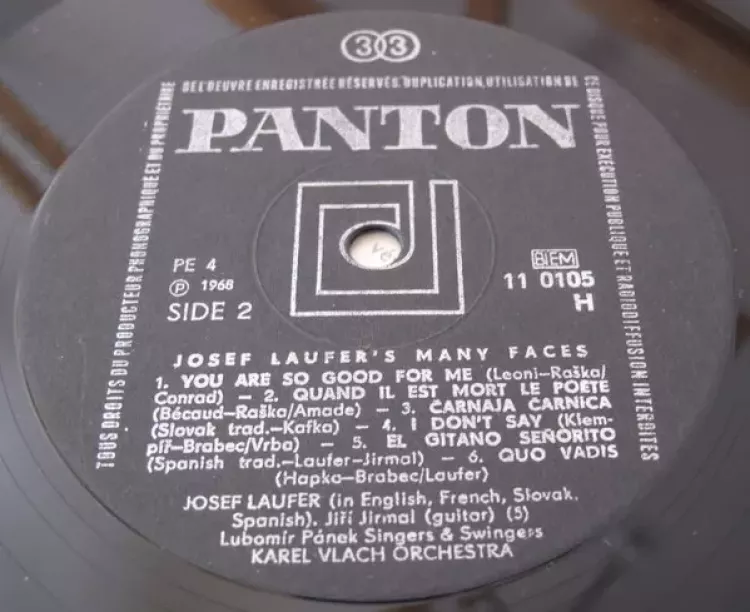 33
DE L'OEUVRE ENREGISTRÉE RÉSERVÉS. DUPLICATION, UTILISATION DE
PANTON
TOUS DROITS DU PRODUCTEUR PHONOGRAPHIQUE ET DU PROPRIÉTAIRE
CE DISQUE POUR EXÉCUTION PUBLIQUE ET RADIODIFFUSION INTERDITES
PE 4
Ⓟ 1968
SIDE 2
BIEM
11 0105
H
JOSEF LAUFER'S MANY FACES
1. YOU ARE SO GOOD FOR ME (Leoni-Raška/
Conrad) – 2. QUAND IL EST MORT LE POÈTE
(Bécaud-Raška/Amade) – 3. ČARNAJA ČARNICA
(Slovak trad.-Kafka) – 4. I DON'T SAY (Klem-
píř-Brabec/Vrba) – 5. EL GITANO SEÑORITO
(Spanish trad.-Laufer-Jirmal) – 6. QUO VADIS
(Hapka-Brabec/Laufer)
JOSEF LAUFER (in English, French, Slovak,
Spanish), Jiří Jirmal (guitar) (5)
Lubomír Pánek Singers & Swingers
KAREL VLACH ORCHESTRA